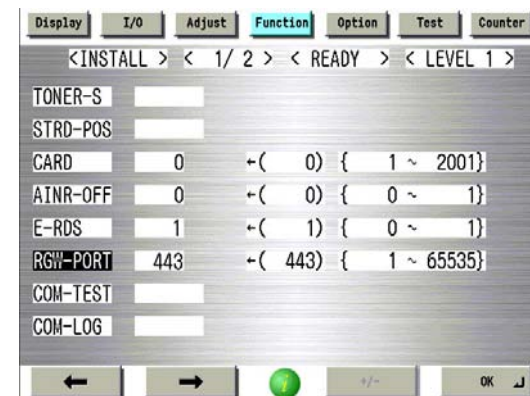 Display I/O Adjust Function Option Test Counter
<INSTALL > < 1/ 2 > < READY > < LEVEL 1 >
TONER-S
STRD-POS
CARD 0 ←( 0) { 1 ~ 2001}
AINR-OFF 0 ←( 0) { 0 ~ 1}
E-RDS 1 ←( 1) { 0 ~ 1}
RGW-PORT 443 ←( 443) { 1 ~ 65535}
COM-TEST
COM-LOG
← → i +/- OK ┘